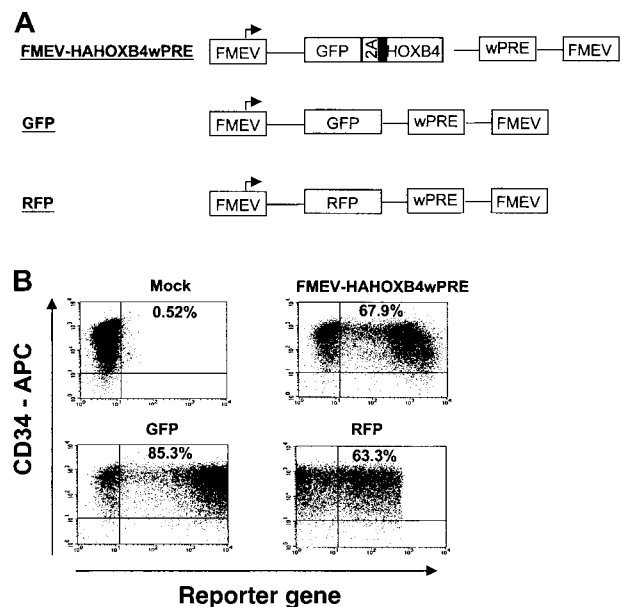 A
FMEV-HAHOXB4wPRE
FMEV
GFP
2A
HOXB4
wPRE
FMEV
GFP
FMEV
GFP
wPRE
FMEV
RFP
FMEV
RFP
wPRE
FMEV
B
Mock
FMEV-HAHOXB4wPRE
0.52%
67.9%
GFP
RFP
85.3%
63.3%
CD34 - APC
Reporter gene